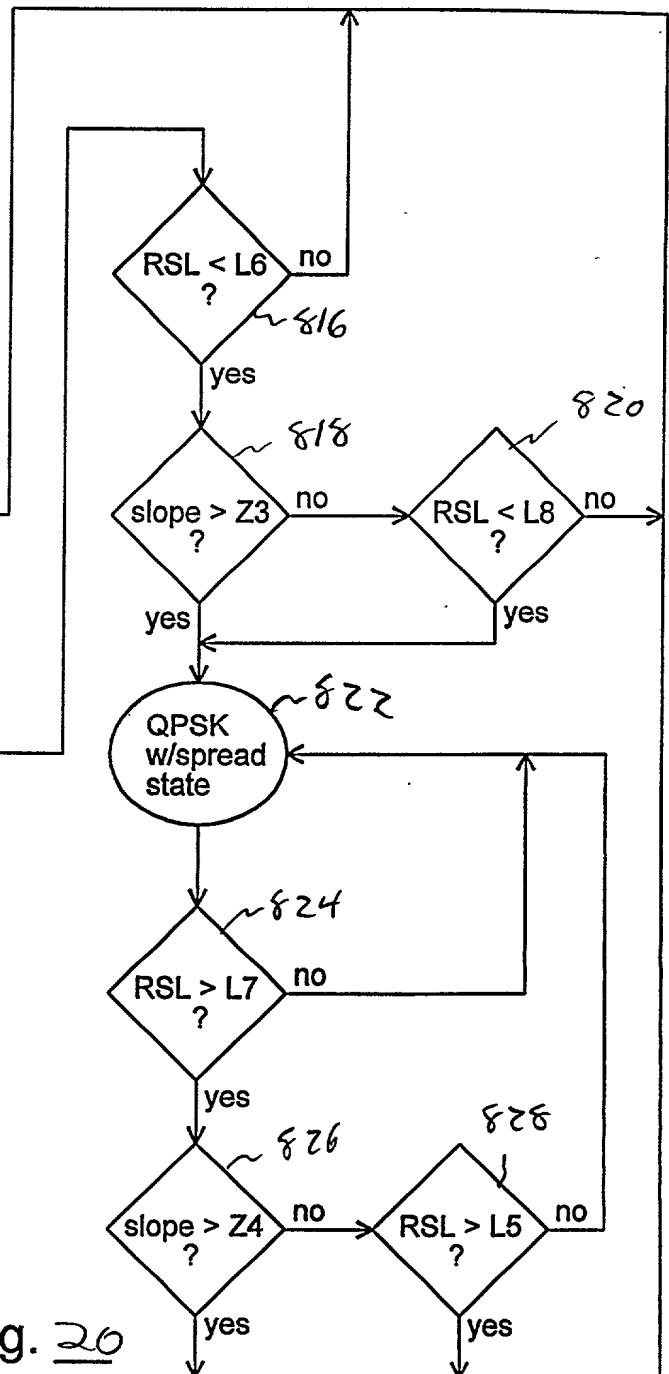 RSL < L6
?
no
816
yes
820
818
slope > Z3
?
no
RSL < L8
?
no
yes
yes
822
QPSK
w/spread
state
824
RSL > L7
?
no
yes
828
826
slope > Z4
?
no
RSL > L5
?
no
yes
yes
g. 20